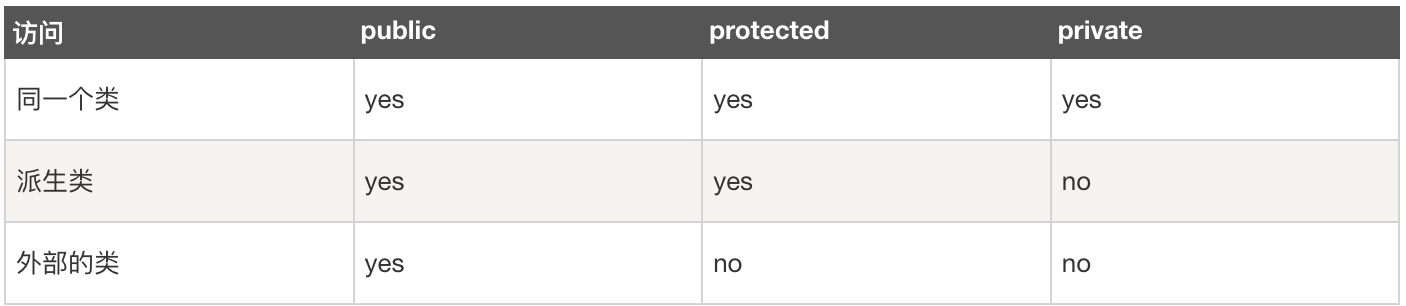 访问 public protected private
同一个类 yes yes yes
派生类 yes yes no
外部的类 yes no no